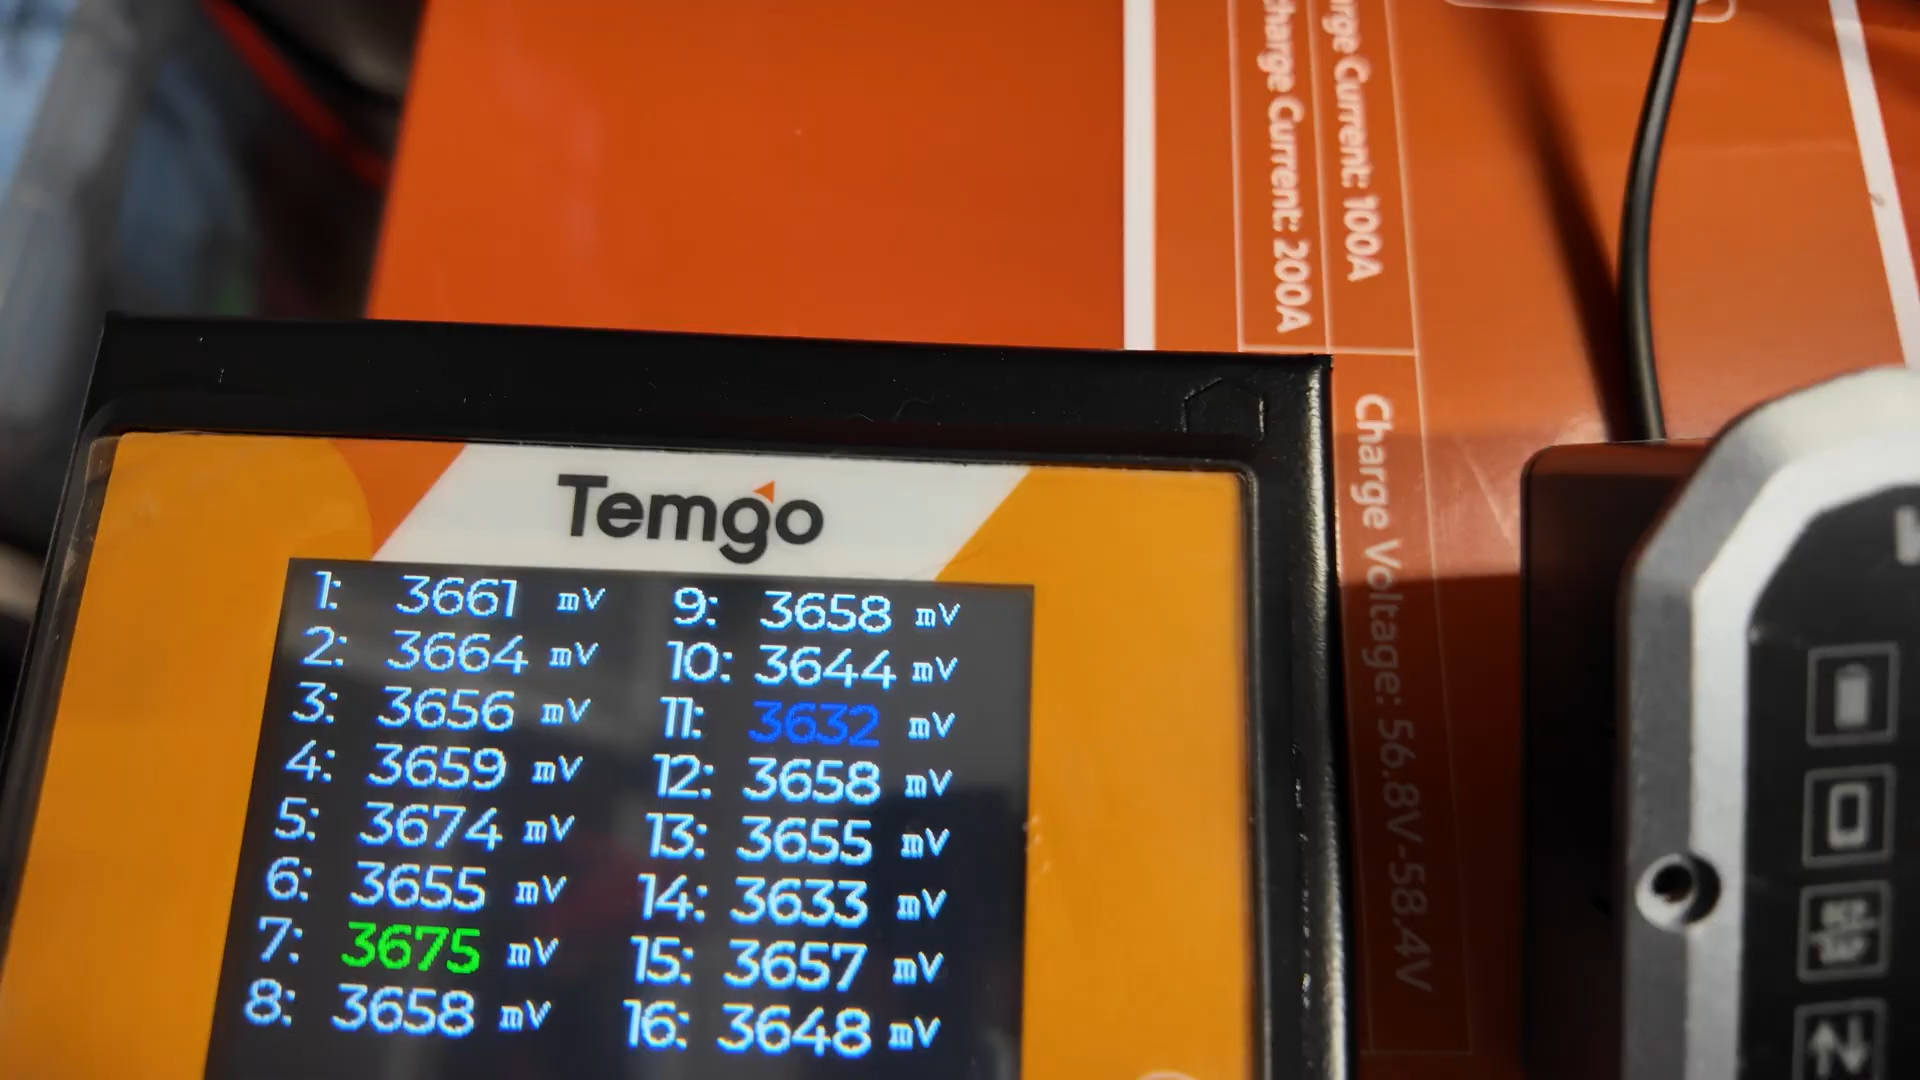 rge Current: 100A
charge Current: 200A
Charge Voltage: 56.8V-58.4V
Temgo
1: 3661 mV
2: 3664 mV
3: 3656 mV
4: 3659 mV
5: 3674 mV
6: 3655 mV
7: 3675 mV
8: 3658 mV
9: 3658 mV
10: 3644 mV
11: 3632 mV
12: 3658 mV
13: 3655 mV
14: 3633 mV
15: 3657 mV
16: 3648 mV